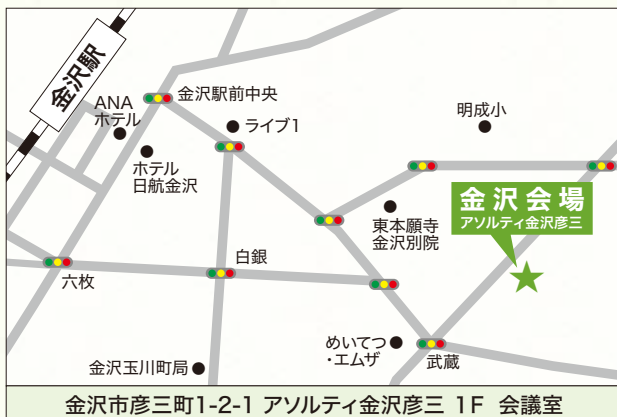 金沢駅
ANA
ホテル
金沢駅前中央
ライブ1
明成小
ホテル
日航金沢
金沢会場
アソルティ金沢彦三
東本願寺
金沢別院
白銀
六枚
めいてつ
・エムザ
武蔵
金沢玉川町局
金沢市彦三町1-2-1 アソルティ金沢彦三 1F 会議室